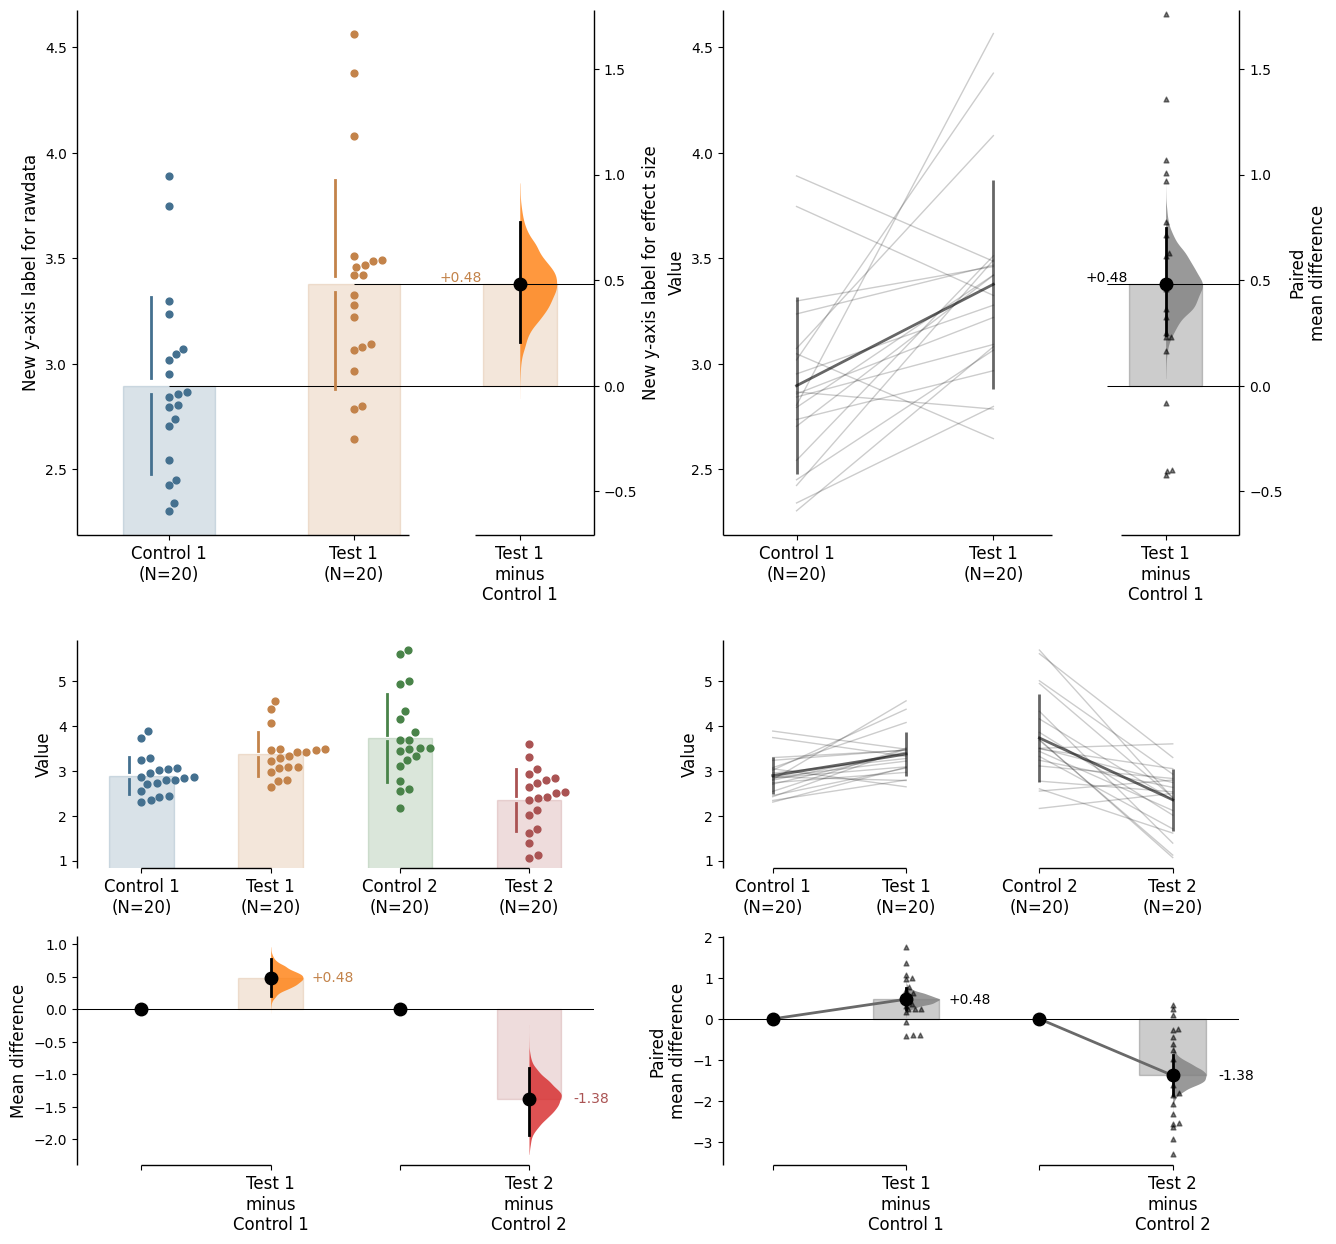 New y-axis label for rawdata
4.5
4.0
3.5
3.0
2.5
+0.48
1.5
1.0
0.5
0.0
−0.5
New y-axis label for effect size
Control 1
(N=20)
Test 1
(N=20)
Test 1
minus
Control 1
Value
4.5
4.0
3.5
3.0
2.5
+0.48
1.5
1.0
0.5
0.0
−0.5
Paired
mean difference
Control 1
(N=20)
Test 1
(N=20)
Test 1
minus
Control 1
Value
5
4
3
2
1
Control 1
(N=20)
Test 1
(N=20)
Control 2
(N=20)
Test 2
(N=20)
Value
5
4
3
2
1
Control 1
(N=20)
Test 1
(N=20)
Control 2
(N=20)
Test 2
(N=20)
Mean difference
1.0
0.5
0.0
−0.5
−1.0
−1.5
−2.0
+0.48
-1.38
Test 1
minus
Control 1
Test 2
minus
Control 2
Paired
mean difference
2
1
0
−1
−2
−3
+0.48
-1.38
Test 1
minus
Control 1
Test 2
minus
Control 2